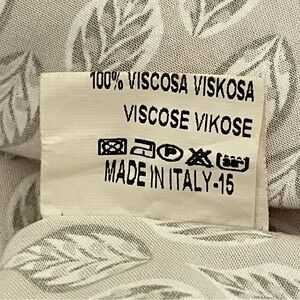 100% VISCOSA VISKOSA
VISCOSE VIKOSE
MADE IN ITALY-15